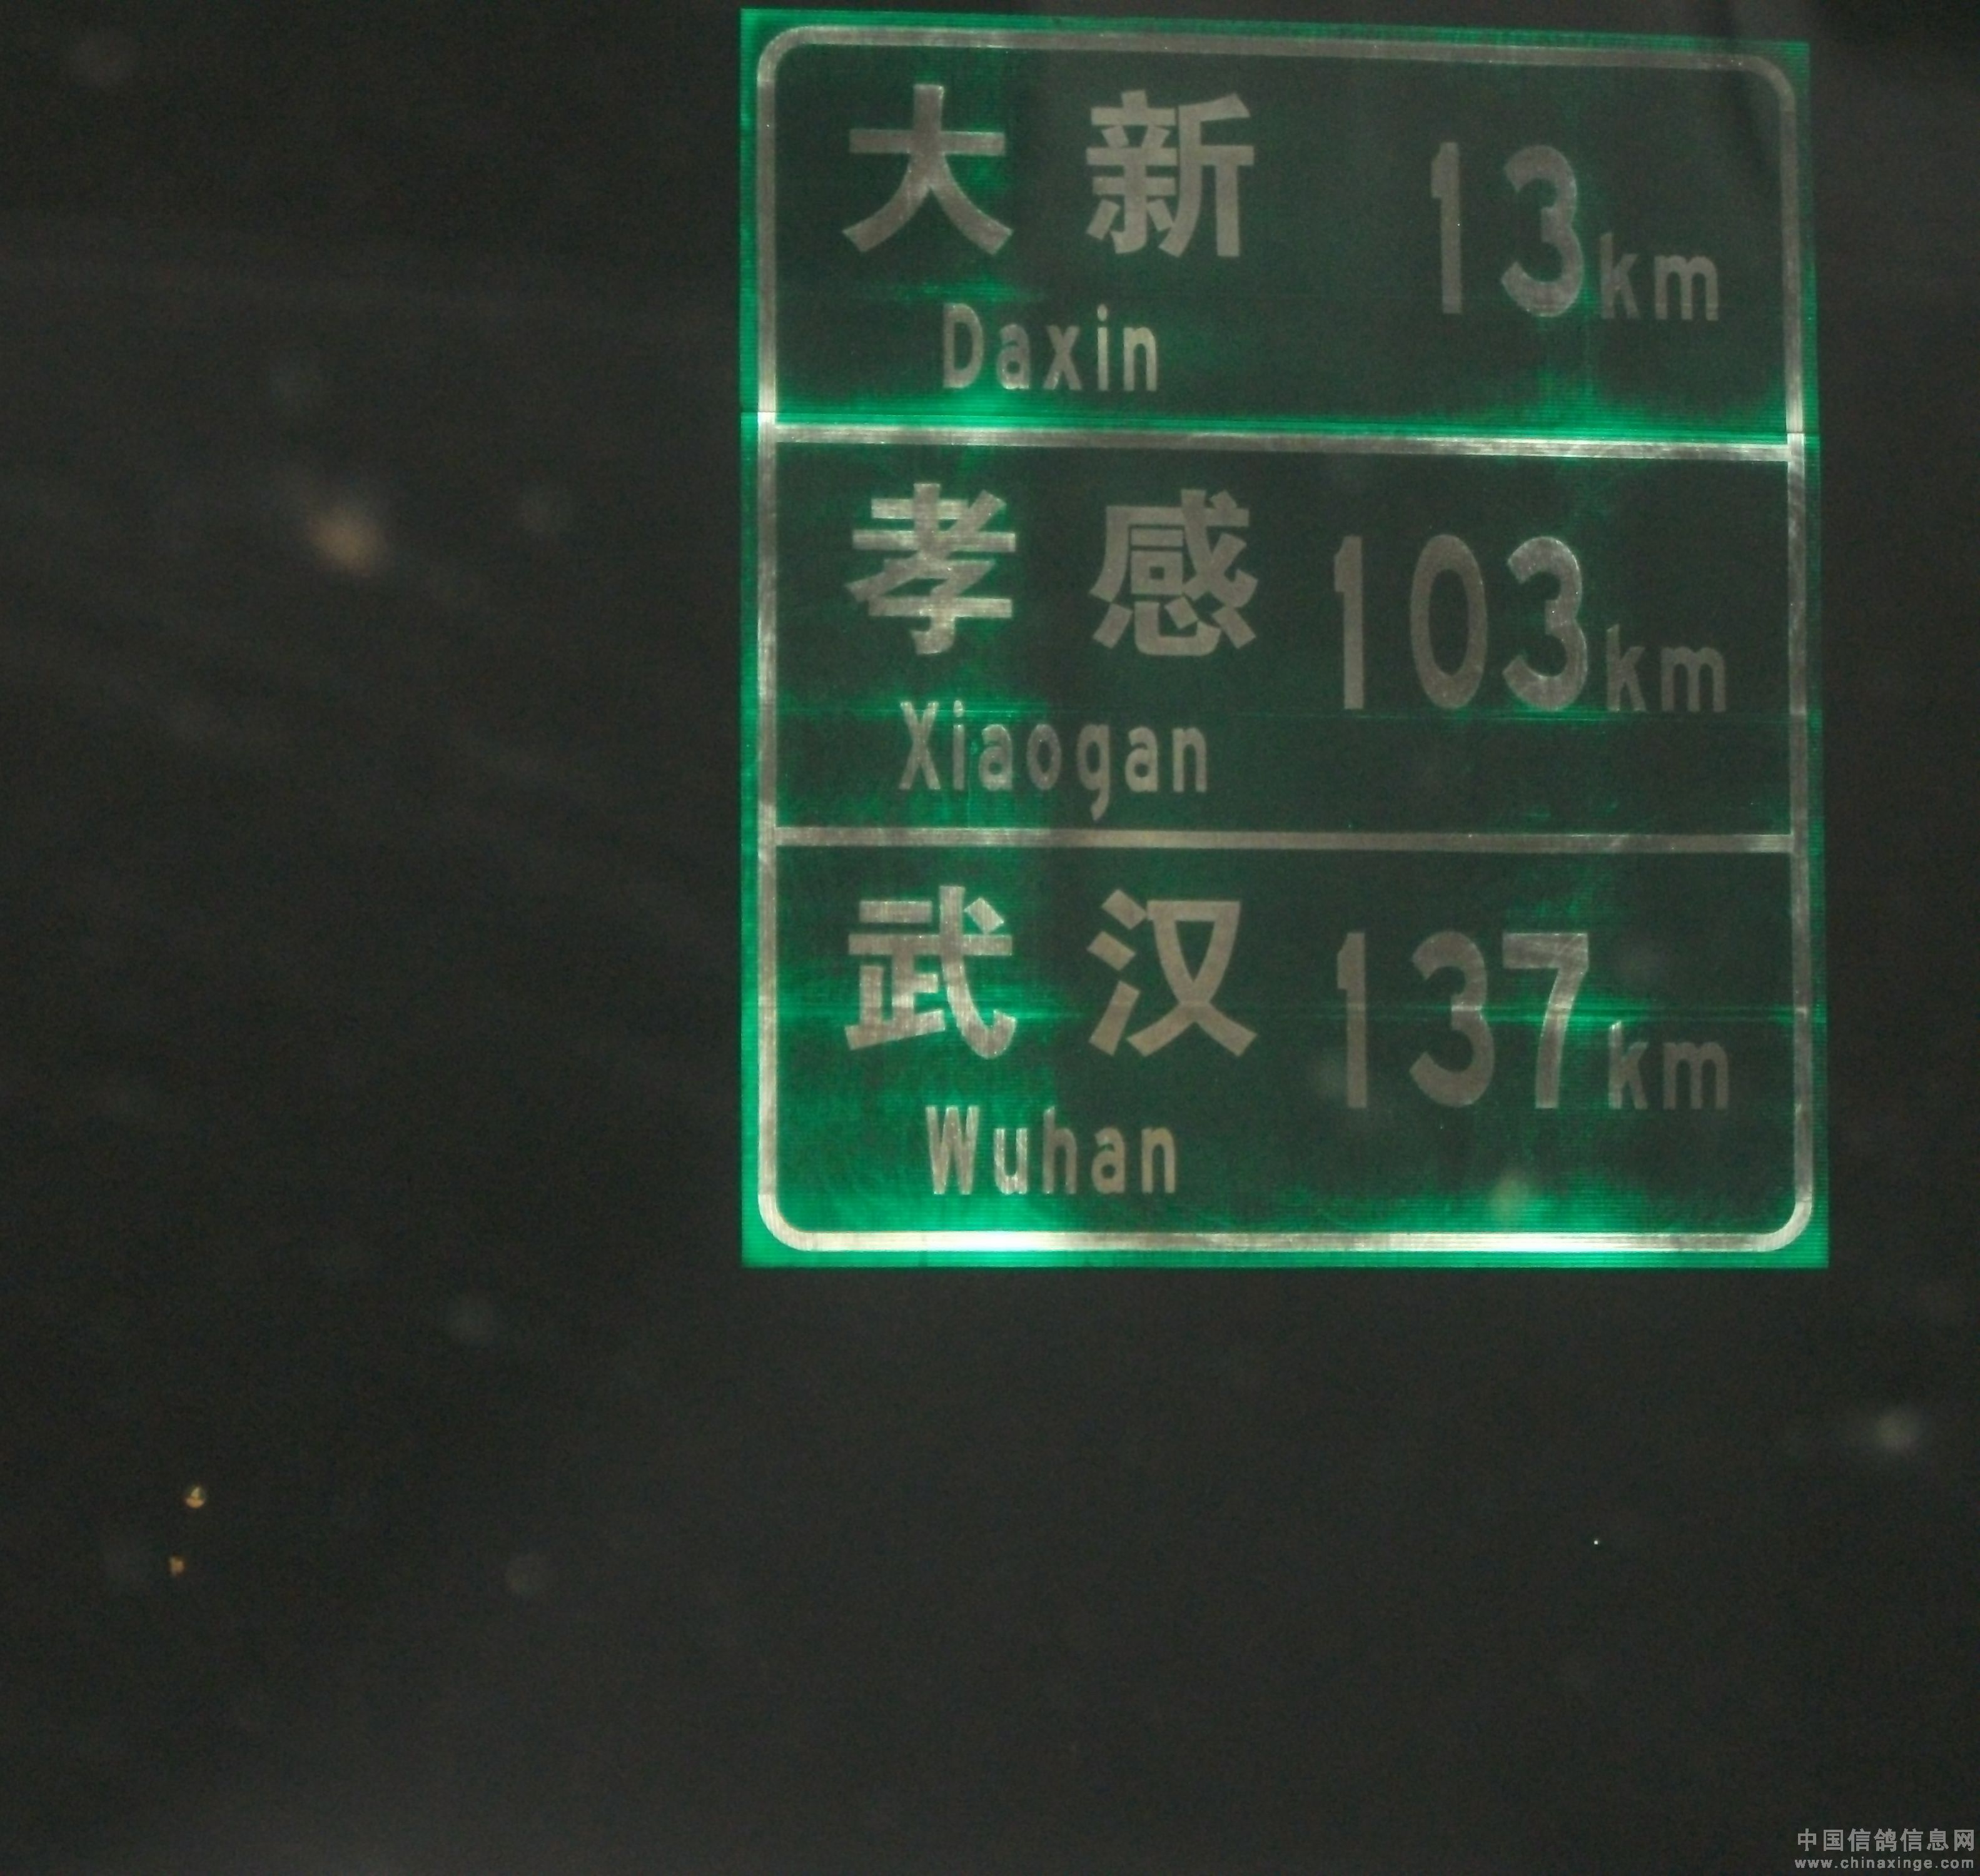 大新 13km
Daxin
孝感 103km
Xiaogan
武汉 137km
Wuhan
中国信鸽信息网
www.chinaxinge.com